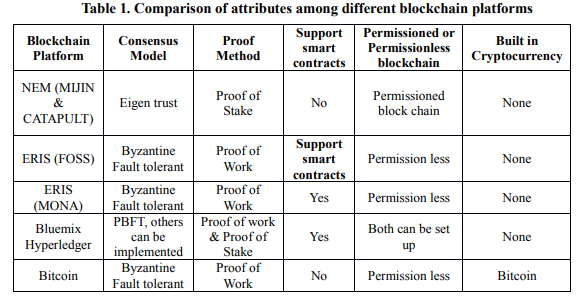 Table 1. Comparison of attributes among different blockchain platforms
Blockchain Platform | Consensus Model | Proof Method | Support smart contracts | Permissioned or Permissionless blockchain | Built in Cryptocurrency
NEM (MIJIN & CATAPULT) | Eigen trust | Proof of Stake | No | Permissioned block chain | None
ERIS (FOSS) | Byzantine Fault tolerant | Proof of Work | Support smart contracts | Permission less | None
ERIS (MONA) | Byzantine Fault tolerant | Proof of Work | Yes | Permission less | None
Bluemix Hyperledger | PBFT, others can be implemented | Proof of work & Proof of Stake | Yes | Both can be set up | None
Bitcoin | Byzantine Fault tolerant | Proof of Work | No | Permission less | Bitcoin